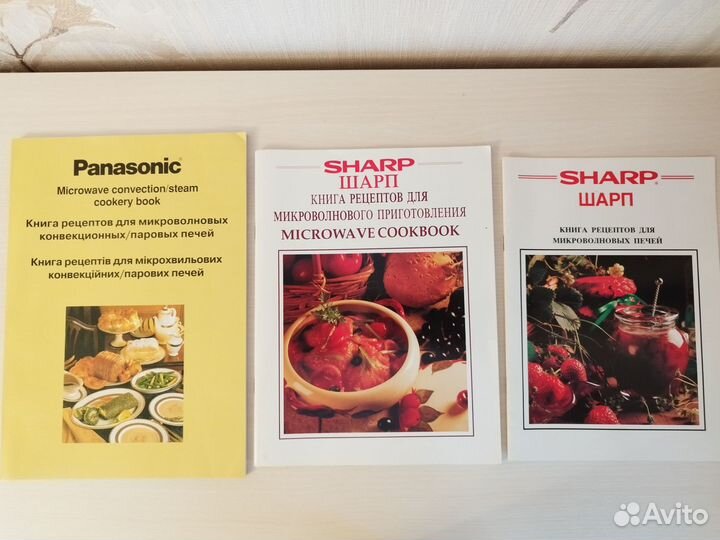 Panasonic
Microwave convection/steam
cookery book
Книга рецептов для микроволновых
конвекционных/паровых печей
Книга рецептів для мікрохвильових
конвекційних/парових печей
SHARP
ШАРП
КНИГА РЕЦЕПТОВ ДЛЯ
МИКРОВОЛНОВОГО ПРИГОТОВЛЕНИЯ
MICROWAVE COOKBOOK
SHARP
ШАРП
КНИГА РЕЦЕПТОВ ДЛЯ
МИКРОВОЛНОВЫХ ПЕЧЕЙ
Avito